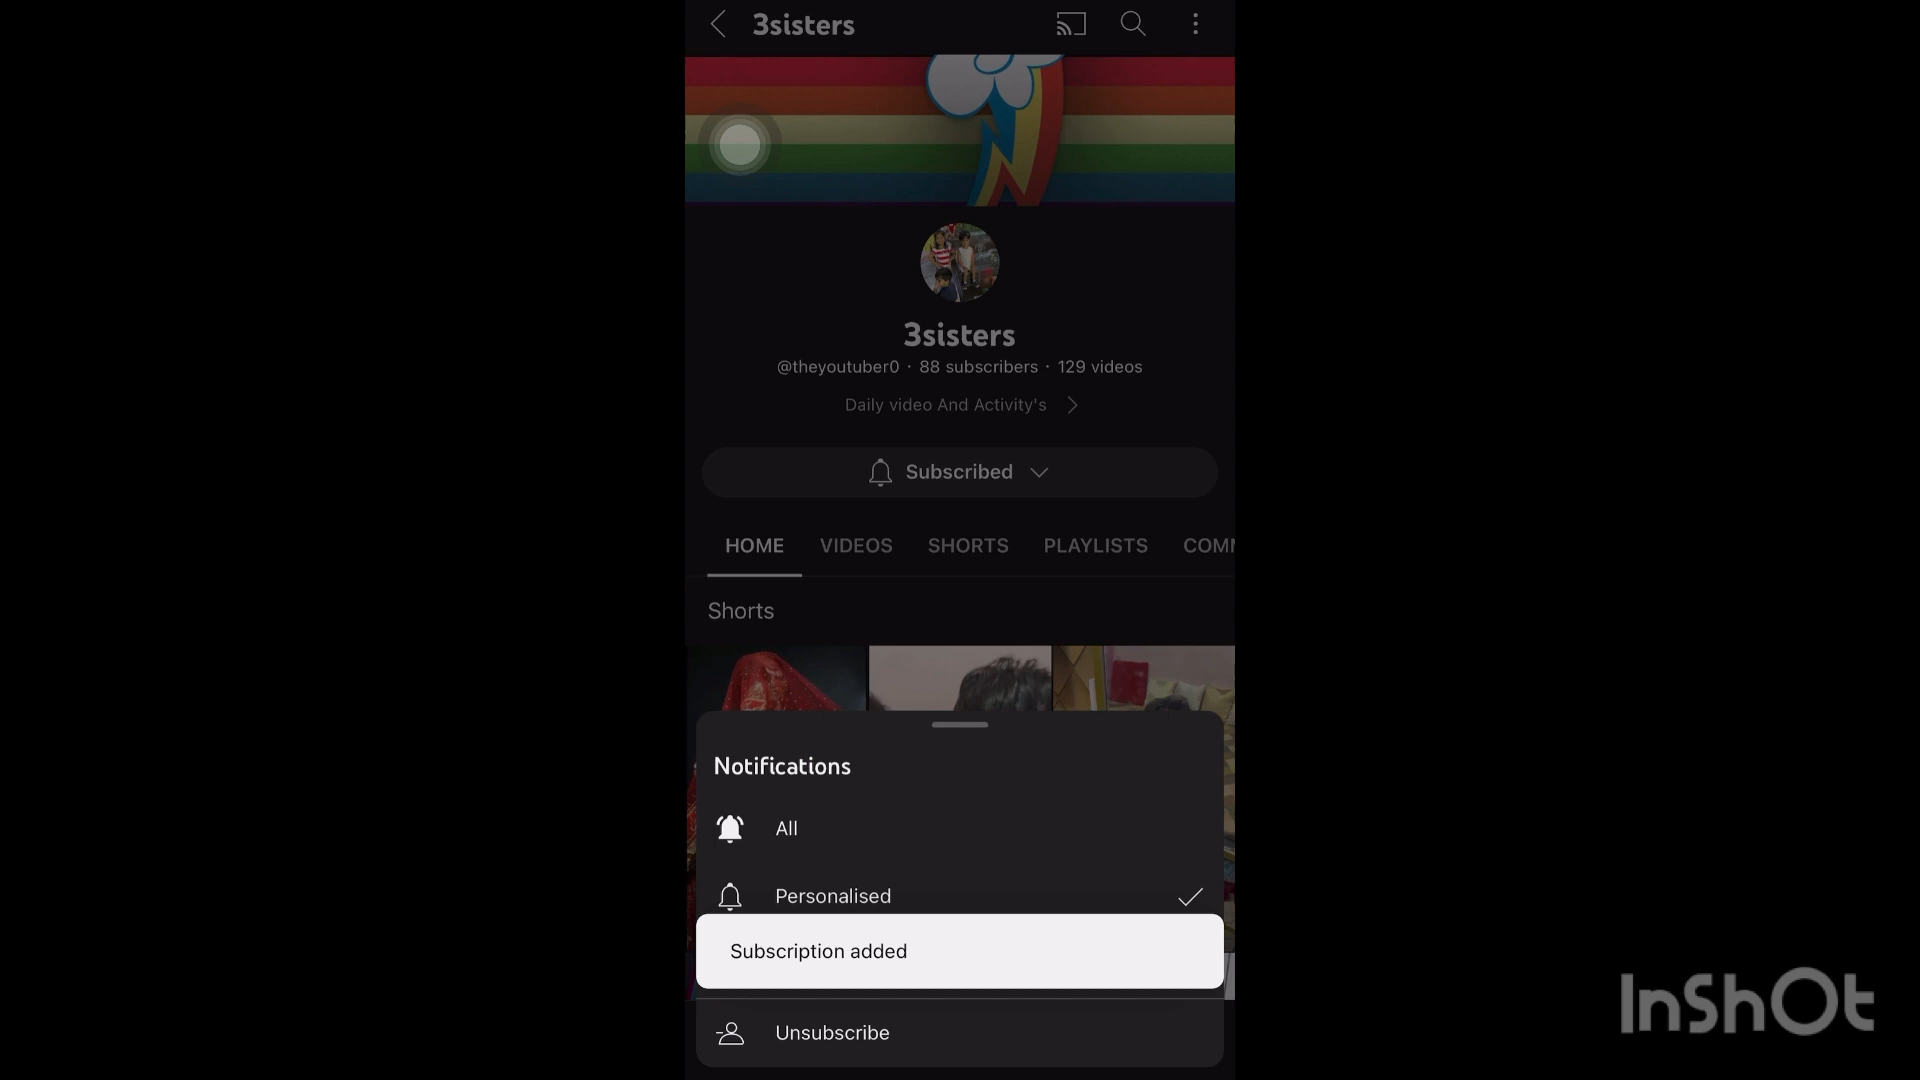 3sisters
3sisters
@theyoutuber0 · 88 subscribers · 129 videos
Daily video And Activity's
Subscribed
HOME VIDEOS SHORTS PLAYLISTS COMM
Shorts
Notifications
All
Personalised
Subscription added
Unsubscribe
InShOt